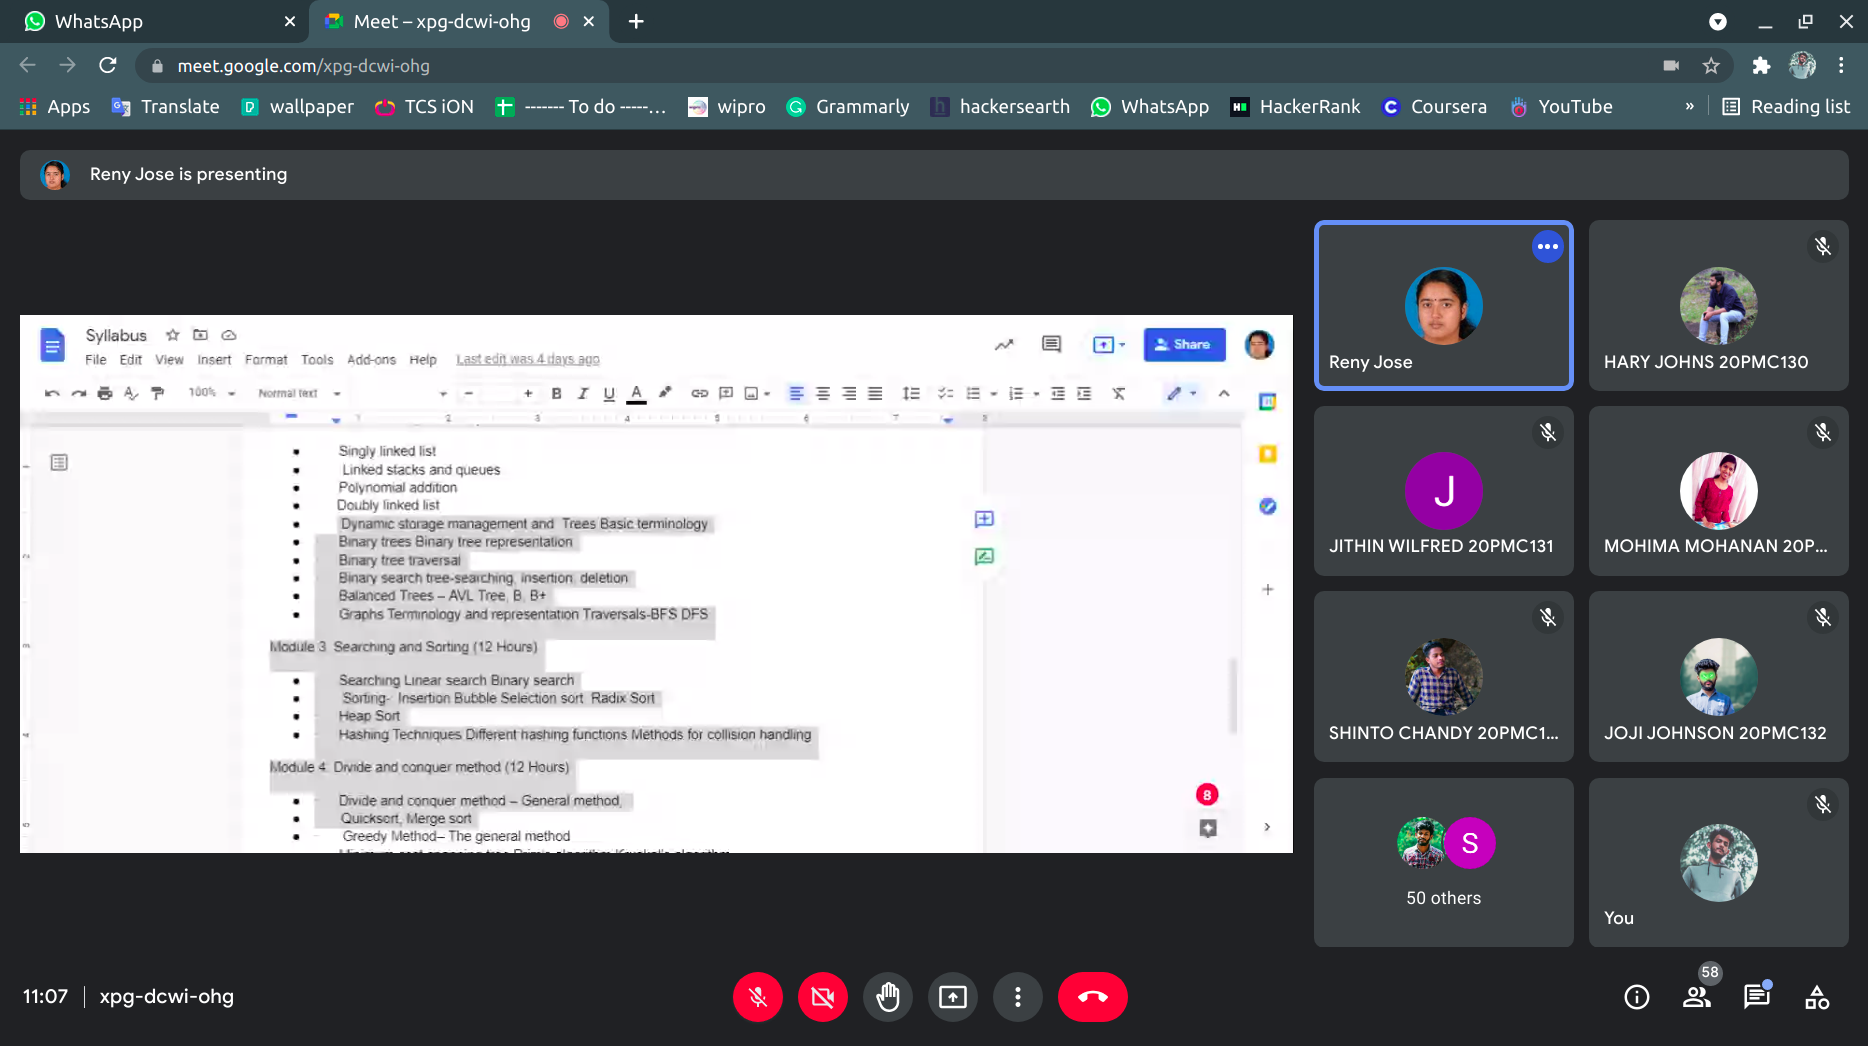 WhatsApp
Meet – xpg-dcwi-ohg
meet.google.com/xpg-dcwi-ohg
Apps Translate wallpaper TCS iON ------- To do -----... wipro Grammarly hackersearth WhatsApp HackerRank Coursera YouTube » Reading list
Reny Jose is presenting
Syllabus
File Edit View Insert Format Tools Add-ons Help Last edit was 4 days ago
Share
100% Normal text
Singly linked list
Linked stacks and queues
Polynomial addition
Doubly linked list
Dynamic storage management and Trees Basic terminology
Binary trees Binary tree representation
Binary tree traversal
Binary search tree-searching, insertion, deletion
Balanced Trees – AVL Tree, B, B+
Graphs Terminology and representation Traversals-BFS DFS
Module 3 Searching and Sorting (12 Hours)
Searching Linear search Binary search
Sorting- Insertion Bubble Selection sort Radix Sort
Heap Sort
Hashing Techniques Different hashing functions Methods for collision handling
Module 4 Divide and conquer method (12 Hours)
Divide and conquer method – General method,
Quicksort, Merge sort
Greedy Method– The general method
8
Reny Jose
HARY JOHNS 20PMC130
J
JITHIN WILFRED 20PMC131
MOHIMA MOHANAN 20P...
SHINTO CHANDY 20PMC1...
JOJI JOHNSON 20PMC132
S
50 others
You
11:07 xpg-dcwi-ohg
58